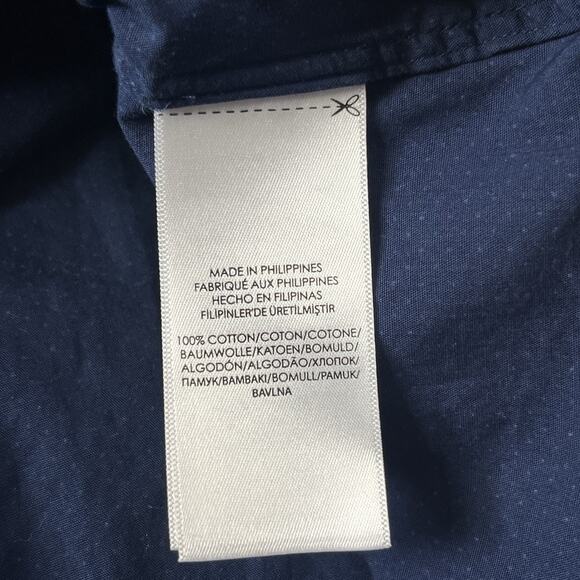 MADE IN PHILIPPINES
FABRIQUÉ AUX PHILIPPINES
HECHO EN FILIPINAS
FİLİPİNLER'DE ÜRETİLMİŞTİR
100% COTTON/COTON/COTONE/
BAUMWOLLE/KATOEN/BOMULD/
ALGODÓN/ALGODÃO/ХЛОПОК/
ПАМУК/BAMBAKI/BOMULL/PAMUK/
BAVLNA